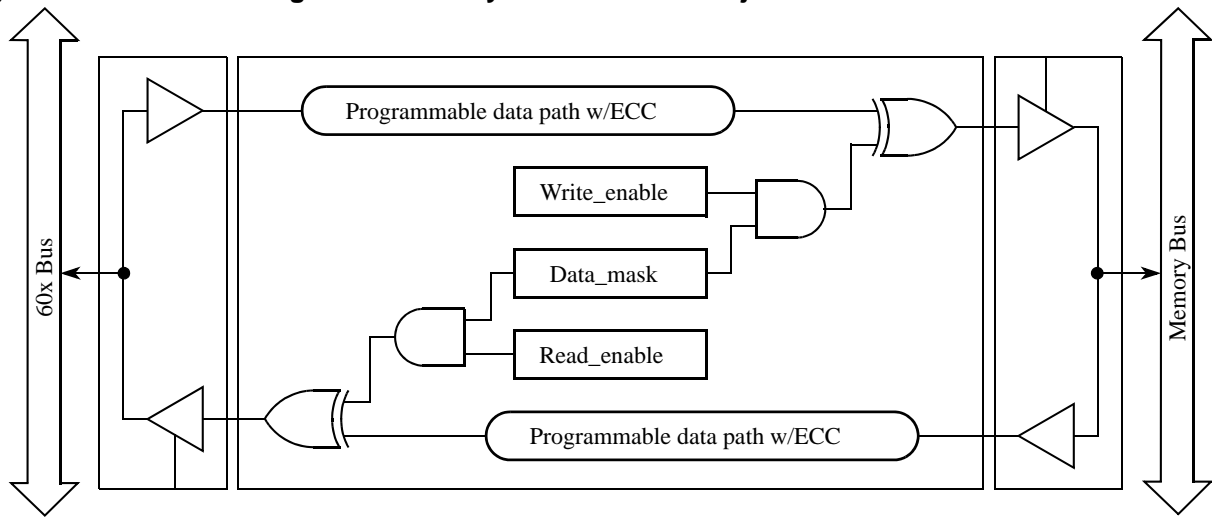 Programmable data path w/ECC
Write_enable
Data_mask
Read_enable
Programmable data path w/ECC
60x Bus
Memory Bus